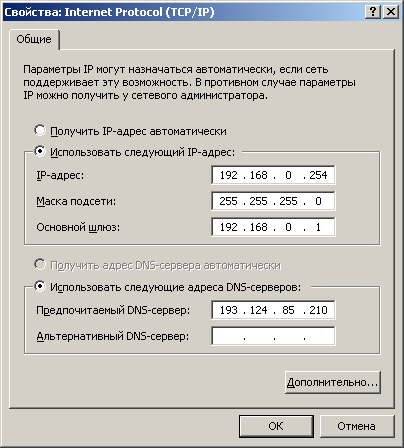 Свойства: Internet Protocol (TCP/IP)
Общие
Параметры IP могут назначаться автоматически, если сеть
поддерживает эту возможность. В противном случае параметры
IP можно получить у сетевого администратора.
Получить IP-адрес автоматически
Использовать следующий IP-адрес:
IP-адрес: 192 . 168 . 0 . 254
Маска подсети: 255 . 255 . 255 . 0
Основной шлюз: 192 . 168 . 0 . 1
Получить адрес DNS-сервера автоматически
Использовать следующие адреса DNS-серверов:
Предпочитаемый DNS-сервер: 193 . 124 . 85 . 210
Альтернативный DNS-сервер: . . .
Дополнительно...
OK Отмена